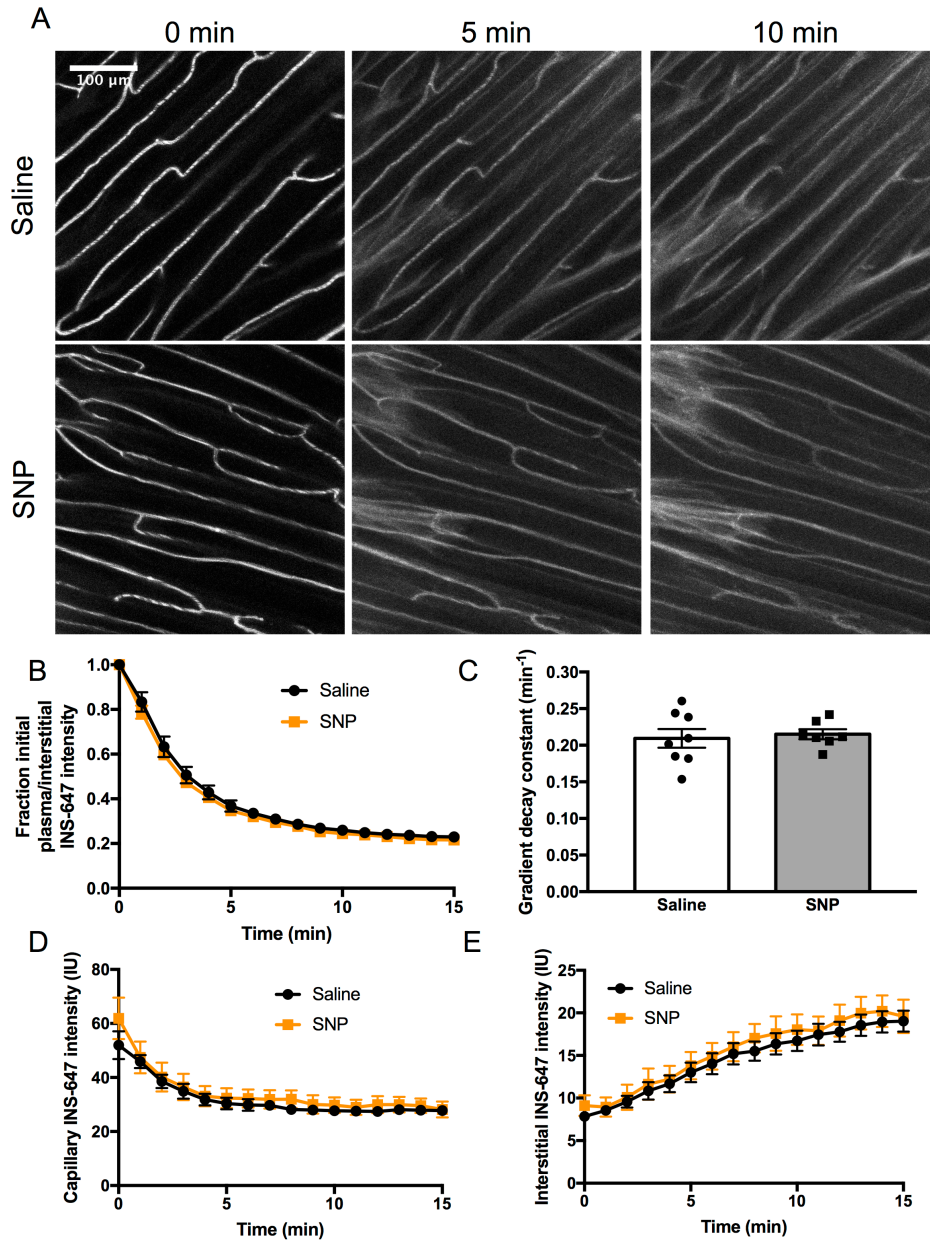 A
0 min 5 min 10 min
100 µm
Saline
SNP
B
Fraction initial
plasma/interstitial
INS-647 intensity
1.0
0.8
0.6
0.4
0.2
0.0
0 5 10 15
Time (min)
Saline
SNP
C
Gradient decay constant (min⁻¹)
0.30
0.25
0.20
0.15
0.10
0.05
0.00
Saline SNP
D
Capillary INS-647 intensity (IU)
80
60
40
20
0
0 5 10 15
Time (min)
Saline
SNP
E
Interstitial INS-647 intensity (IU)
25
20
15
10
5
0
0 5 10 15
Time (min)
Saline
SNP